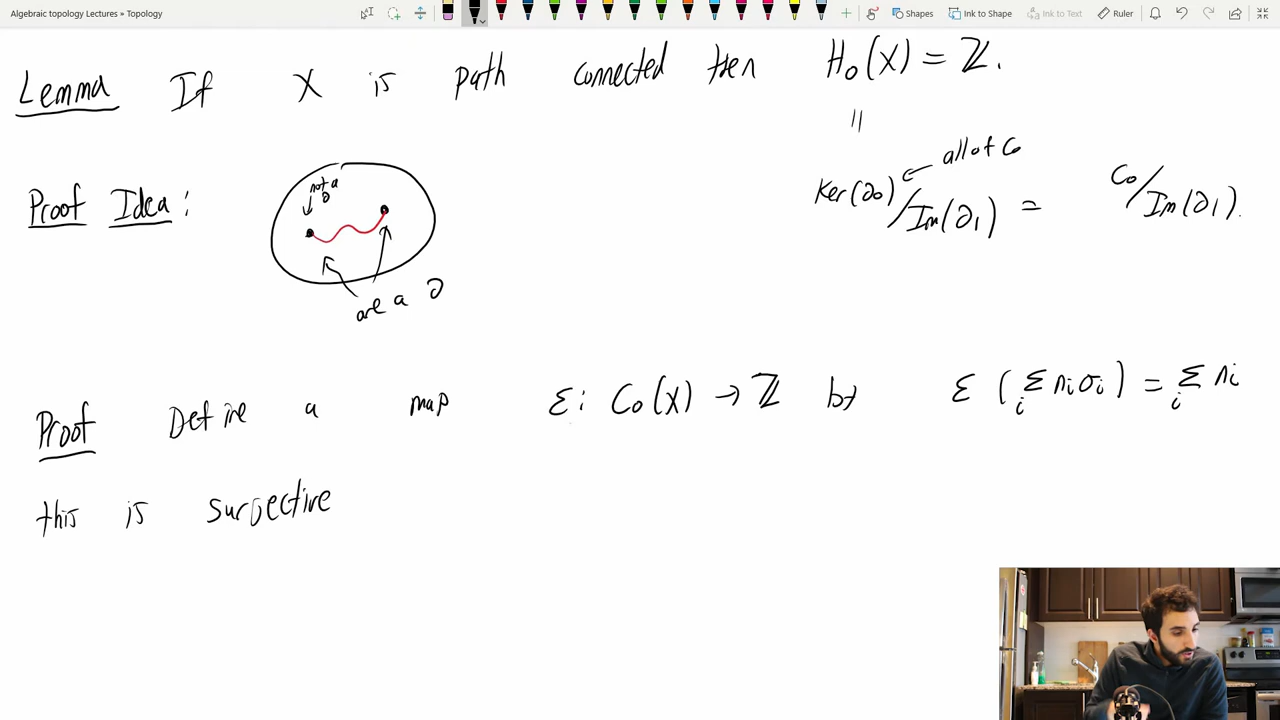 Algebraic topology Lectures » Topology
Shapes
Ink to Shape
Ink to Text
Ruler
Lemma If X is path connected then H₀(X) = ℤ.
||
Ker(∂₀)/Im(∂₁) = C₀/Im(∂₁).
← all of C₀
Proof Idea:
not a ∂
are a ∂
Proof Define a map ε: C₀(X) → ℤ by ε(Σᵢ nᵢσᵢ) = Σᵢ nᵢ
this is surjective